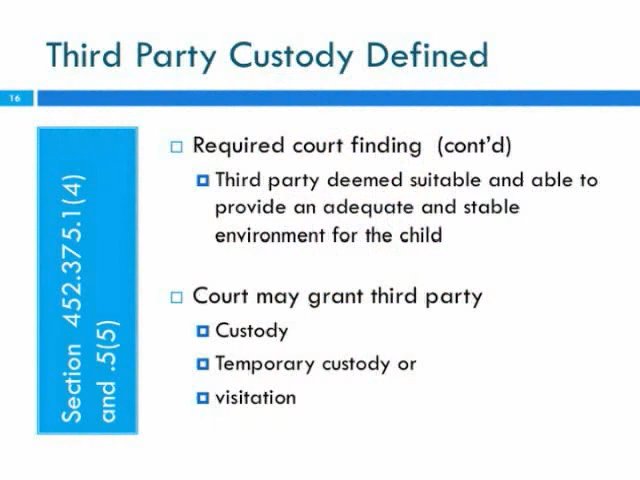 Third Party Custody Defined
16
Section 452.375.1(4)
and .5(5)
Required court finding (cont'd)
Third party deemed suitable and able to
provide an adequate and stable
environment for the child
Court may grant third party
Custody
Temporary custody or
visitation